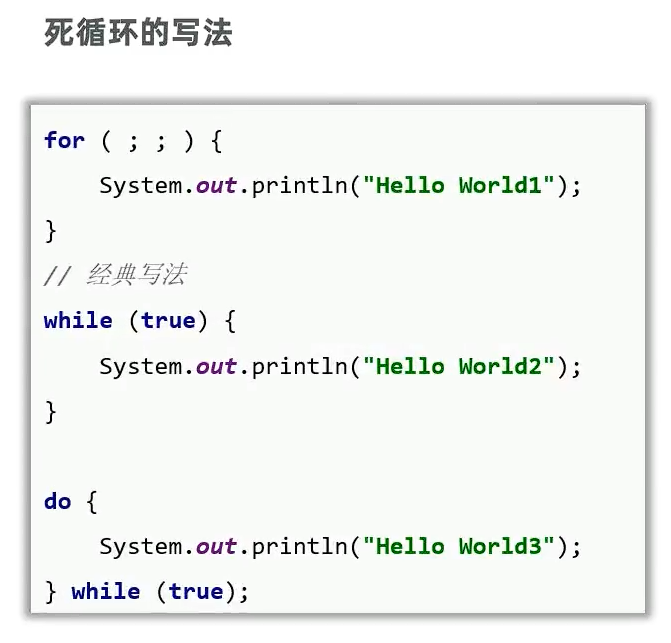 死循环的写法
for ( ; ; ) {
    System.out.println("Hello World1");
}
// 经典写法
while (true) {
    System.out.println("Hello World2");
}
do {
    System.out.println("Hello World3");
} while (true);